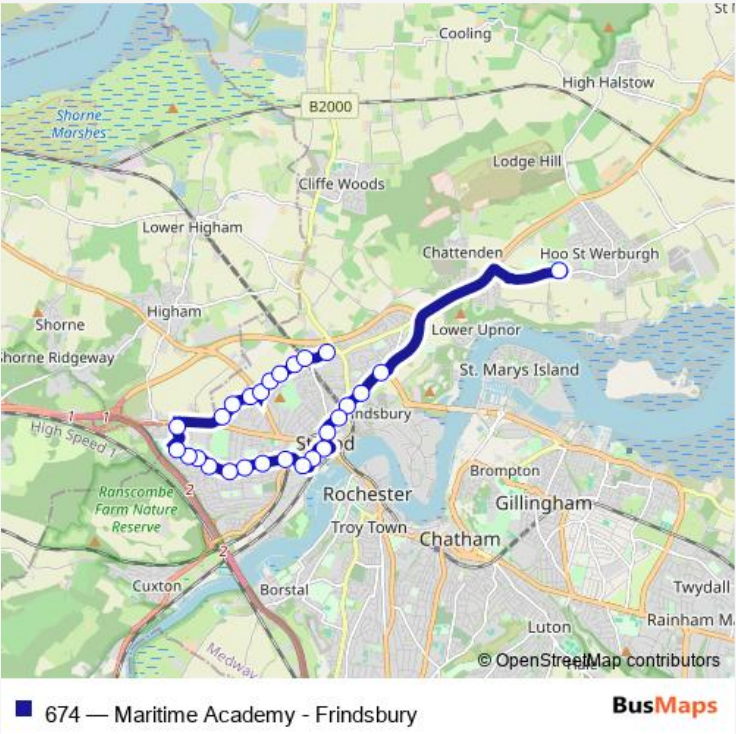 St
Cooling
High Halstow
B2000
Shorne
Marshes
Lodge Hill
Cliffe Woods
Lower Higham
Chattenden
Hoo St Werburgh
Higham
Shorne
Lower Upnor
horne Ridgeway
St. Marys Island
ndsbury
1
1
High Speed 1
St
d
Brompton
2
Ranscombe
Farm Nature
Reserve
Rochester
Gillingham
Troy Town
Chatham
2
Cuxton
Borstal
Twydall
Luton
Rainham M
Medway
© OpenStreetMap contributors
674 — Maritime Academy - Frindsbury
BusMaps